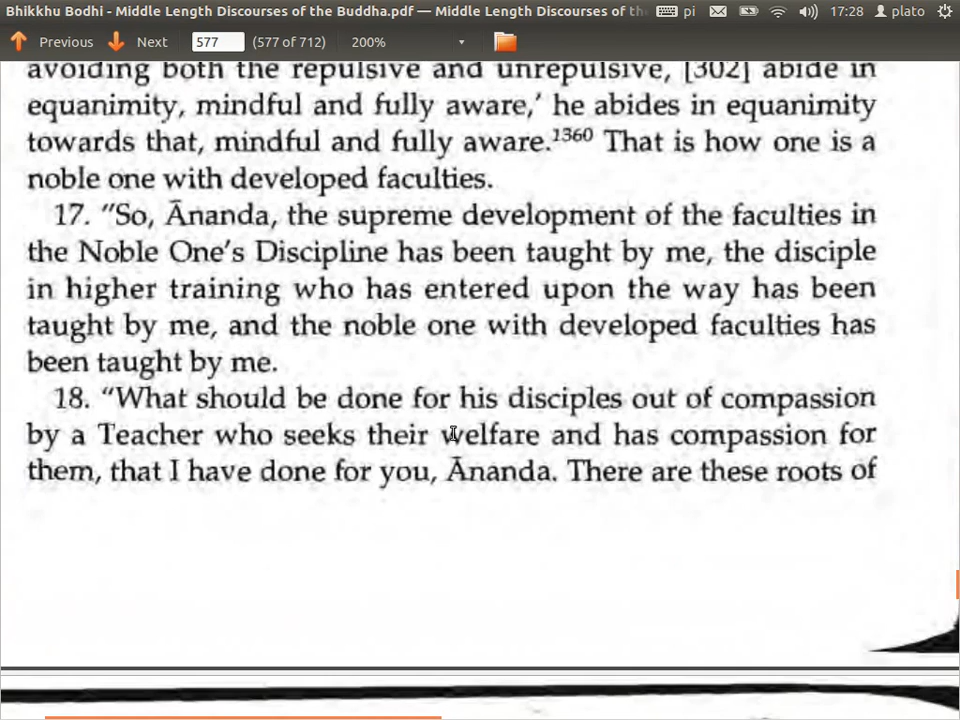 Bhikkhu Bodhi - Middle Length Discourses of the Buddha.pdf — Middle Length Discourses of th pi 17:28 plato
Previous Next 577 (577 of 712) 200%
avoiding both the repulsive and unrepulsive, [302] abide in
equanimity, mindful and fully aware,’ he abides in equanimity
towards that, mindful and fully aware.1360 That is how one is a
noble one with developed faculties.
17. “So, Ānanda, the supreme development of the faculties in
the Noble One’s Discipline has been taught by me, the disciple
in higher training who has entered upon the way has been
taught by me, and the noble one with developed faculties has
been taught by me.
18. “What should be done for his disciples out of compassion
by a Teacher who seeks their welfare and has compassion for
them, that I have done for you, Ānanda. There are these roots of